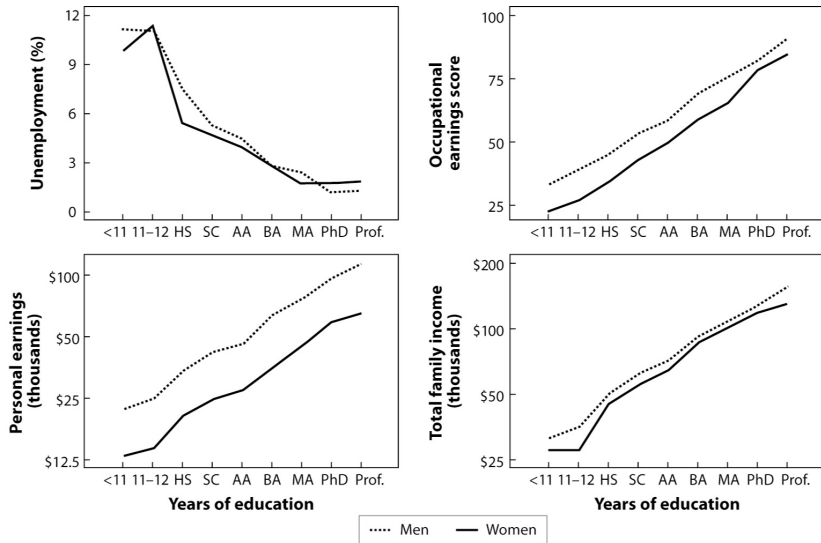 Unemployment (%)
12
9
6
3
0
<11 11–12 HS SC AA BA MA PhD Prof.
Occupational
earnings score
100
75
50
25
<11 11–12 HS SC AA BA MA PhD Prof.
Personal earnings
(thousands)
$100
$50
$25
$12.5
<11 11–12 HS SC AA BA MA PhD Prof.
Years of education
Total family income
(thousands)
$200
$100
$50
$25
<11 11–12 HS SC AA BA MA PhD Prof.
Years of education
Men Women